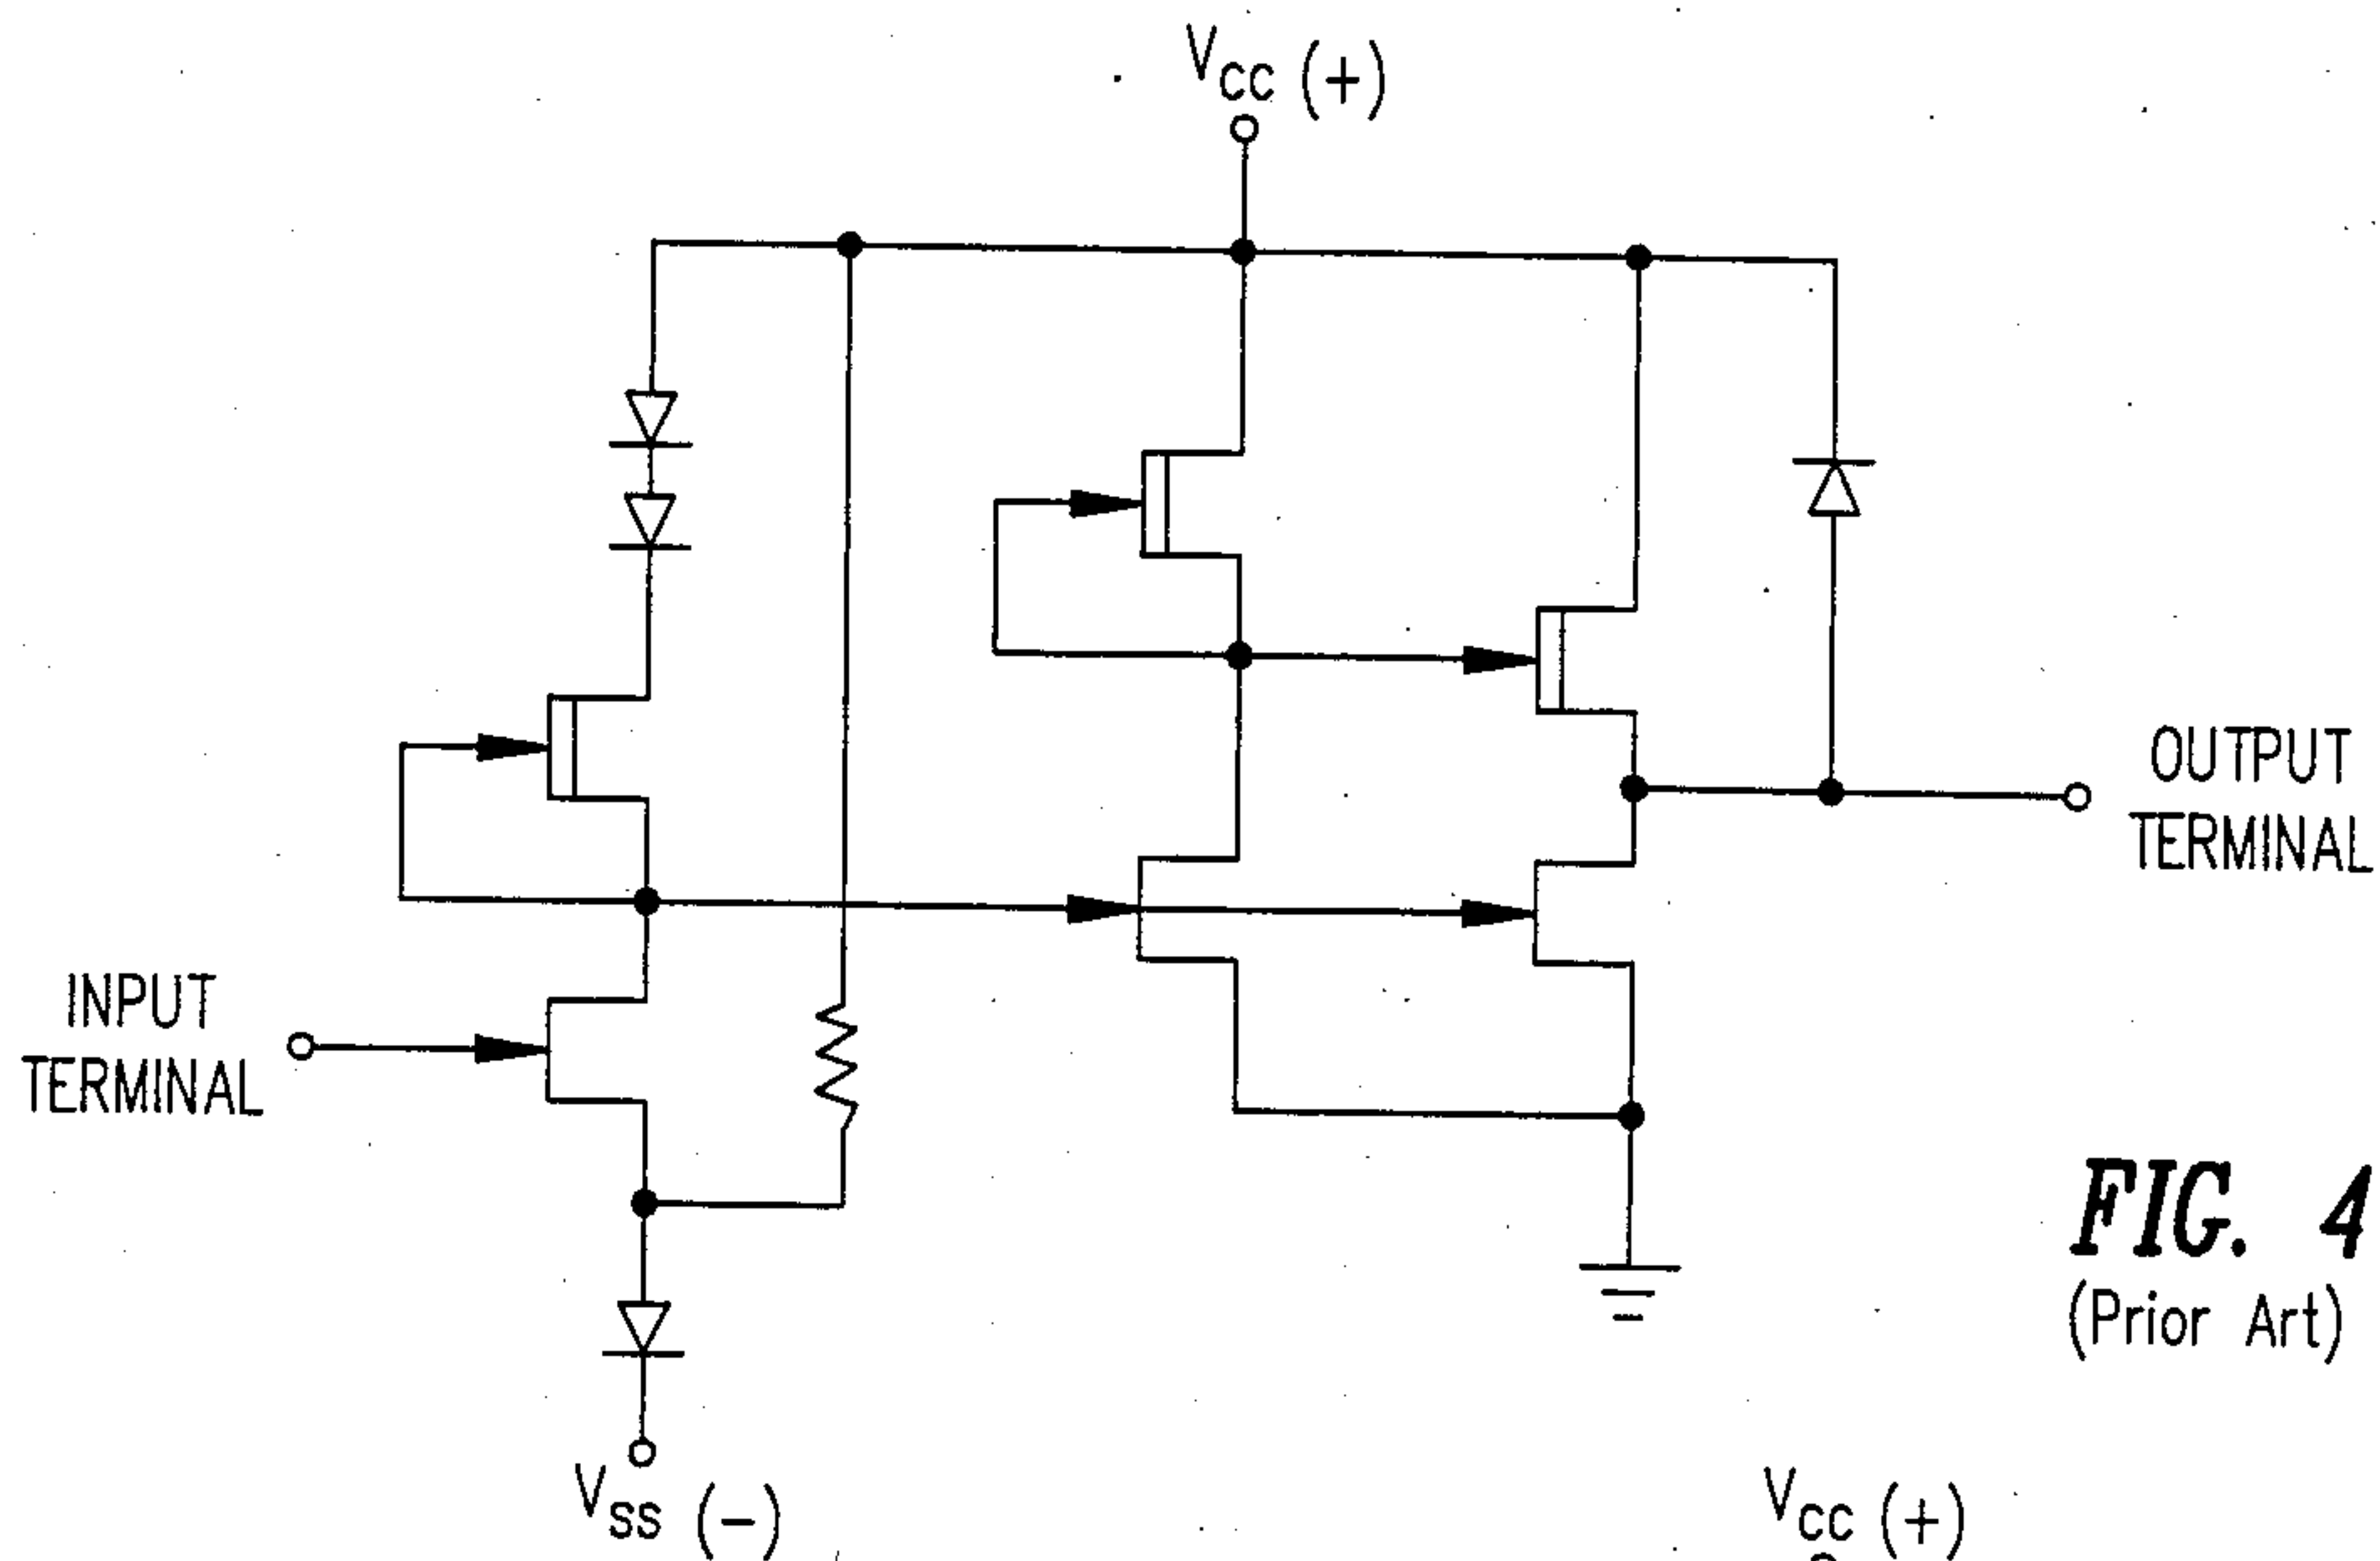 VCC (+)
OUTPUT
TERMINAL
INPUT
TERMINAL
FIG. 4
(Prior Art)
VSS (-)
VCC (+)